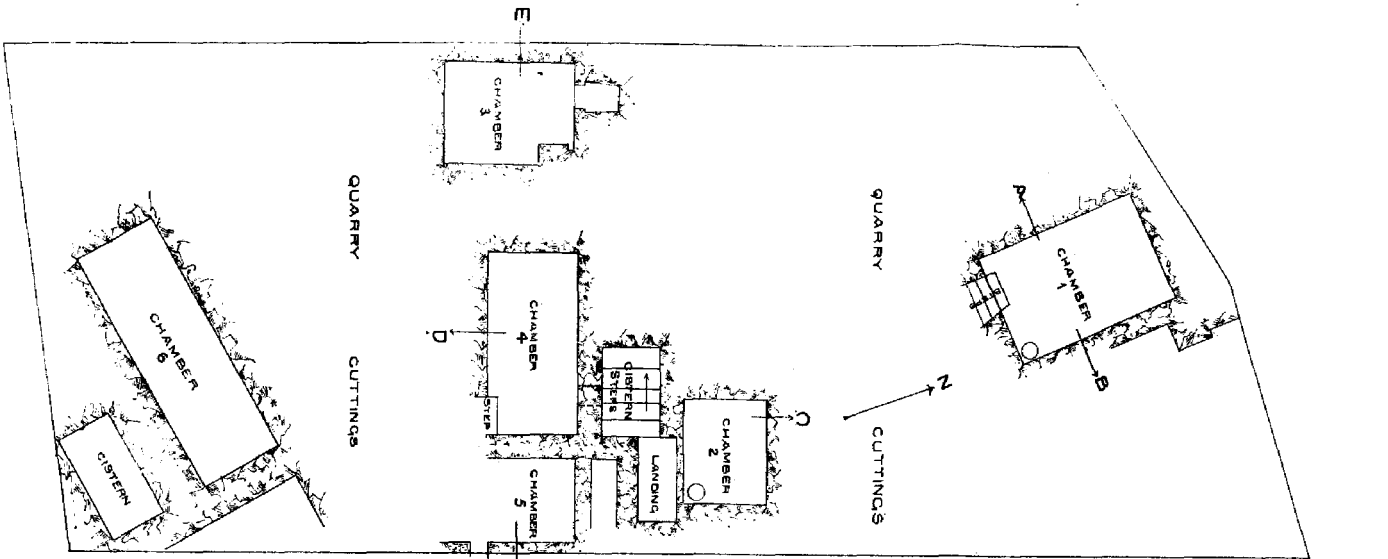 E
CHAMBER
3
QUARRY
CUTTINGS
QUARRY
CUTTINGS
A
CHAMBER
1
B
N
CHAMBER
4
D
STEP
CISTERN
STEPS
CHAMBER
2
C
LANDING
CHAMBER
5
CHAMBER
6
CISTERN